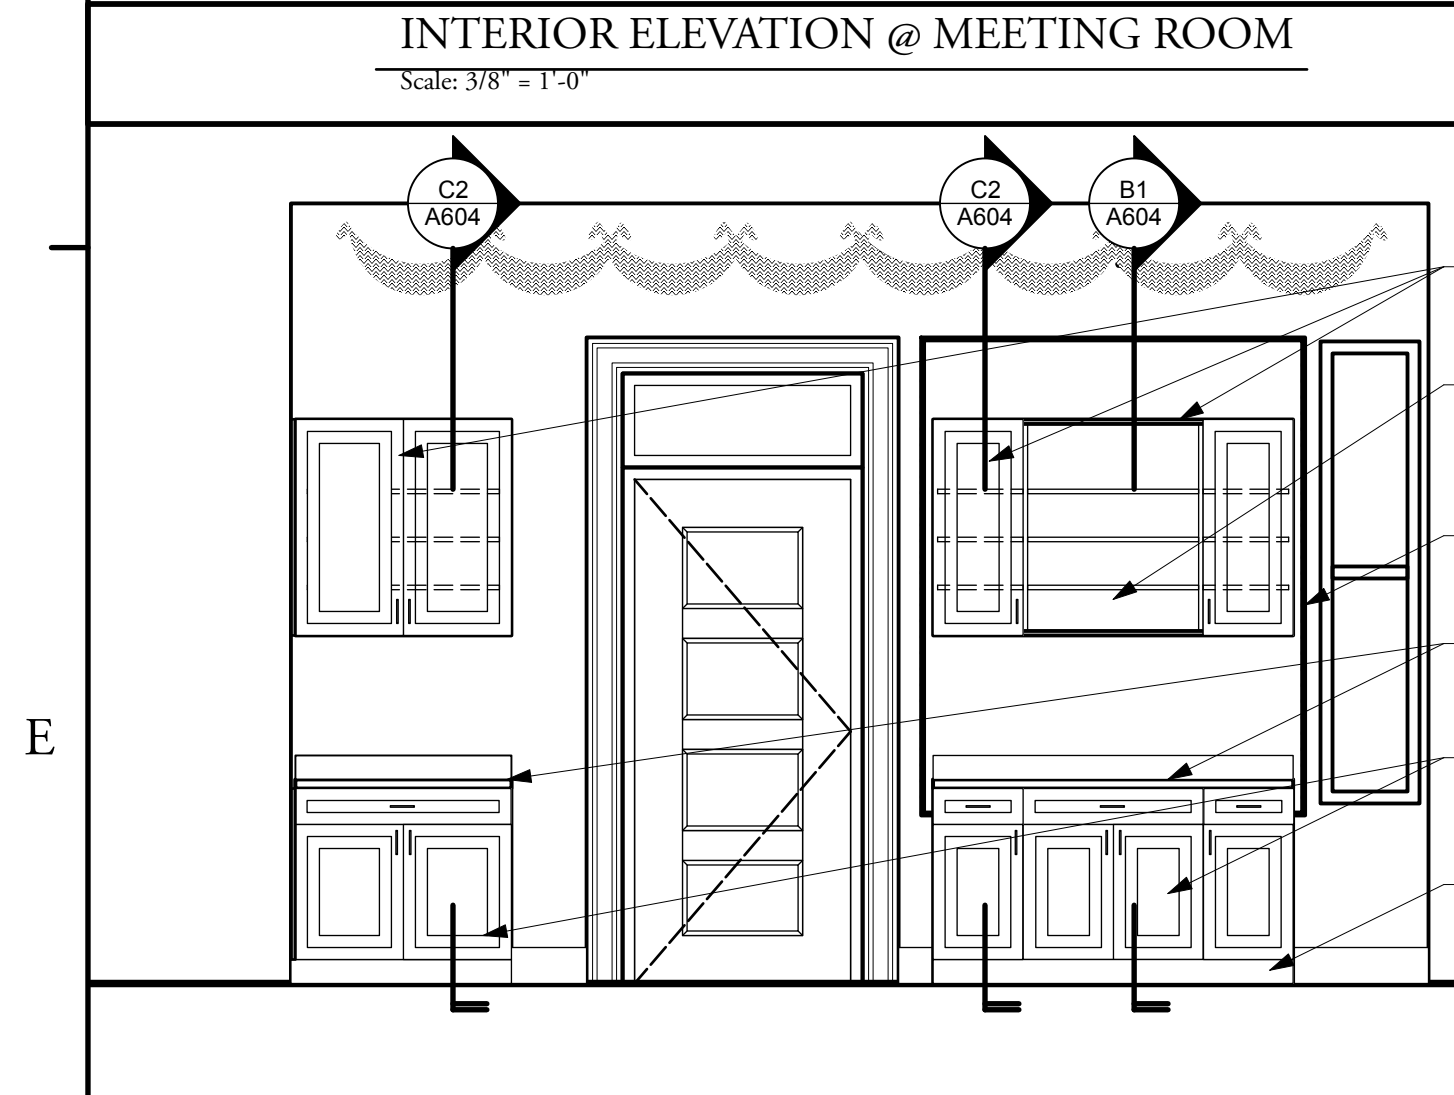 INTERIOR ELEVATION @ MEETING ROOM
Scale: 3/8" = 1'-0"
C2
A604
C2
A604
B1
A604
E